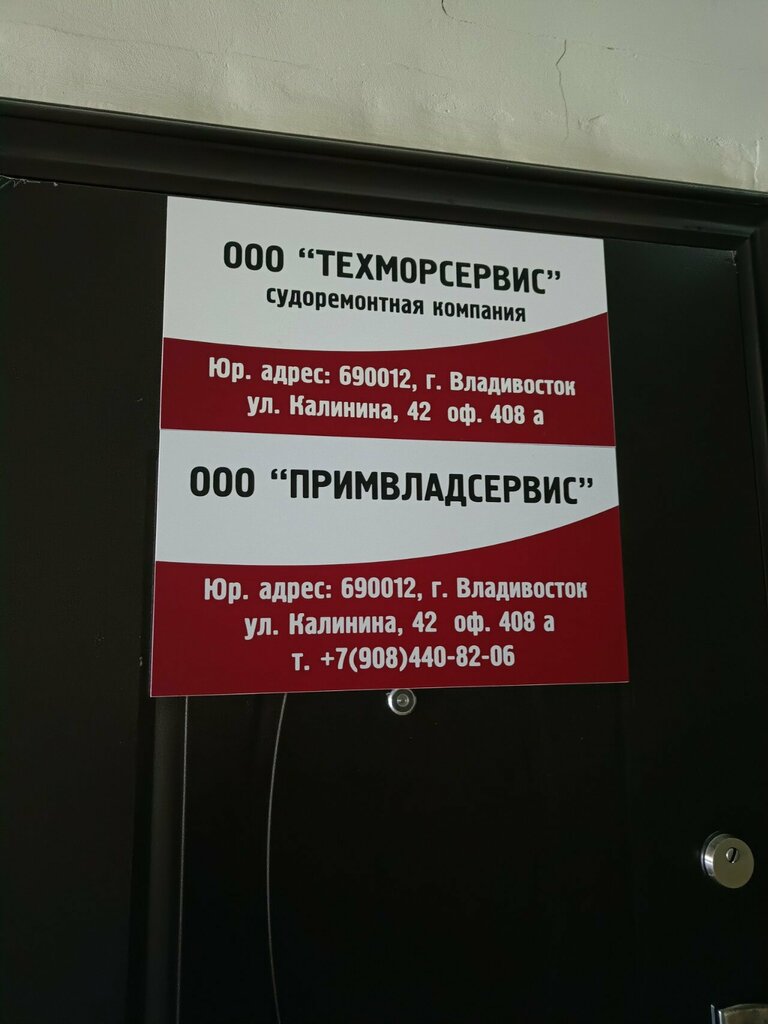 ООО “ТЕХМОРСЕРВИС”
судоремонтная компания
Юр. адрес: 690012, г. Владивосток
ул. Калинина, 42 оф. 408 а
ООО “ПРИМВЛАДСЕРВИС”
Юр. адрес: 690012, г. Владивосток
ул. Калинина, 42 оф. 408 а
т. +7(908)440-82-06